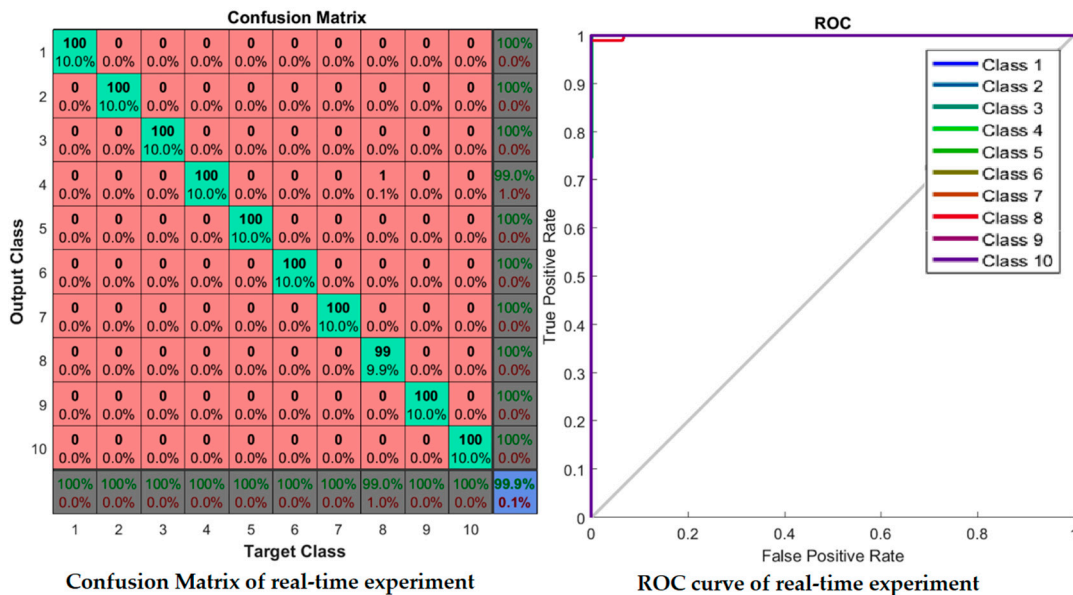 Confusion Matrix
1 100 0 0 0 0 0 0 0 0 0 100%
10.0% 0.0% 0.0% 0.0% 0.0% 0.0% 0.0% 0.0% 0.0% 0.0% 0.0%
2 0 100 0 0 0 0 0 0 0 0 100%
0.0% 10.0% 0.0% 0.0% 0.0% 0.0% 0.0% 0.0% 0.0% 0.0% 0.0%
3 0 0 100 0 0 0 0 0 0 0 100%
0.0% 0.0% 10.0% 0.0% 0.0% 0.0% 0.0% 0.0% 0.0% 0.0% 0.0%
4 0 0 0 100 0 0 0 1 0 0 99.0%
0.0% 0.0% 0.0% 10.0% 0.0% 0.0% 0.0% 0.1% 0.0% 0.0% 1.0%
5 0 0 0 0 100 0 0 0 0 0 100%
0.0% 0.0% 0.0% 0.0% 10.0% 0.0% 0.0% 0.0% 0.0% 0.0% 0.0%
6 0 0 0 0 0 100 0 0 0 0 100%
0.0% 0.0% 0.0% 0.0% 0.0% 10.0% 0.0% 0.0% 0.0% 0.0% 0.0%
7 0 0 0 0 0 0 100 0 0 0 100%
0.0% 0.0% 0.0% 0.0% 0.0% 0.0% 10.0% 0.0% 0.0% 0.0% 0.0%
8 0 0 0 0 0 0 0 99 0 0 100%
0.0% 0.0% 0.0% 0.0% 0.0% 0.0% 0.0% 9.9% 0.0% 0.0% 0.0%
9 0 0 0 0 0 0 0 0 100 0 100%
0.0% 0.0% 0.0% 0.0% 0.0% 0.0% 0.0% 0.0% 10.0% 0.0% 0.0%
10 0 0 0 0 0 0 0 0 0 100 100%
0.0% 0.0% 0.0% 0.0% 0.0% 0.0% 0.0% 0.0% 0.0% 10.0% 0.0%
100% 100% 100% 100% 100% 100% 100% 99.0% 100% 100% 99.9%
0.0% 0.0% 0.0% 0.0% 0.0% 0.0% 0.0% 1.0% 0.0% 0.0% 0.1%
1 2 3 4 5 6 7 8 9 10
Output Class
Target Class
Confusion Matrix of real-time experiment
ROC
1
0.9
0.8
0.7
0.6
0.5
0.4
0.3
0.2
0.1
0
True Positive Rate
Class 1
Class 2
Class 3
Class 4
Class 5
Class 6
Class 7
Class 8
Class 9
Class 10
0 0.2 0.4 0.6 0.8 1
False Positive Rate
ROC curve of real-time experiment